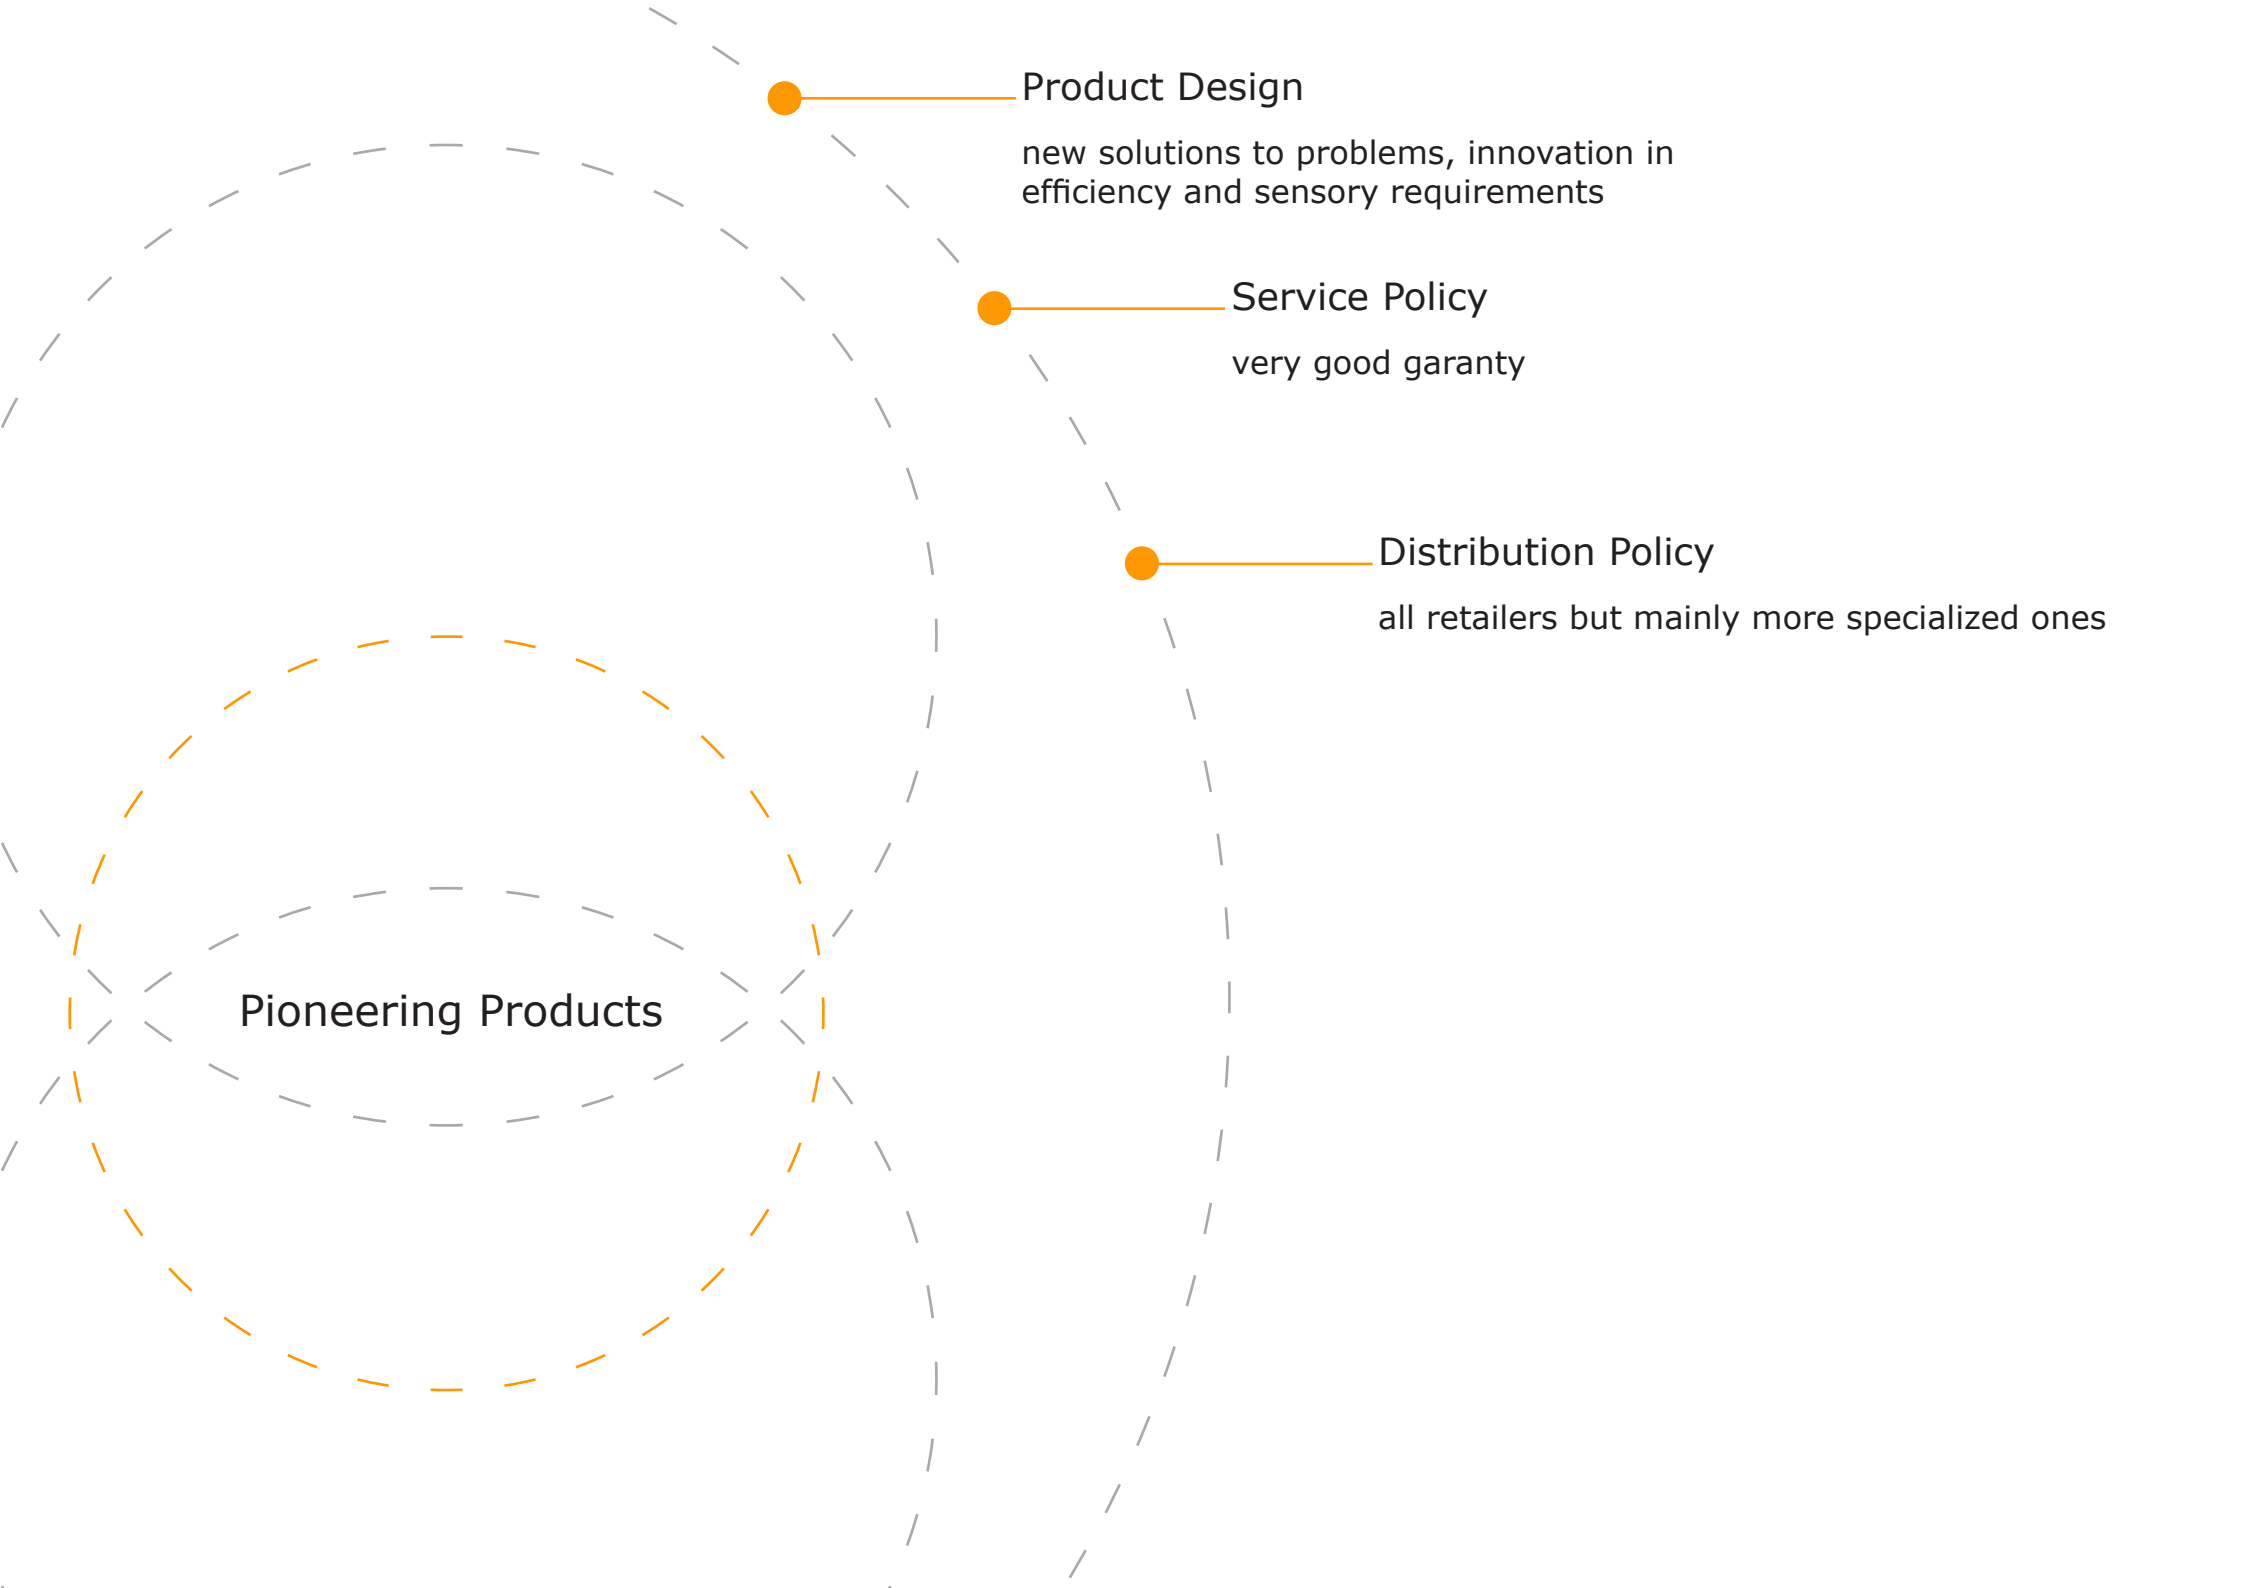 Product Design
new solutions to problems, innovation in
efficiency and sensory requirements
Service Policy
very good garanty
Distribution Policy
all retailers but mainly more specialized ones
Pioneering Products